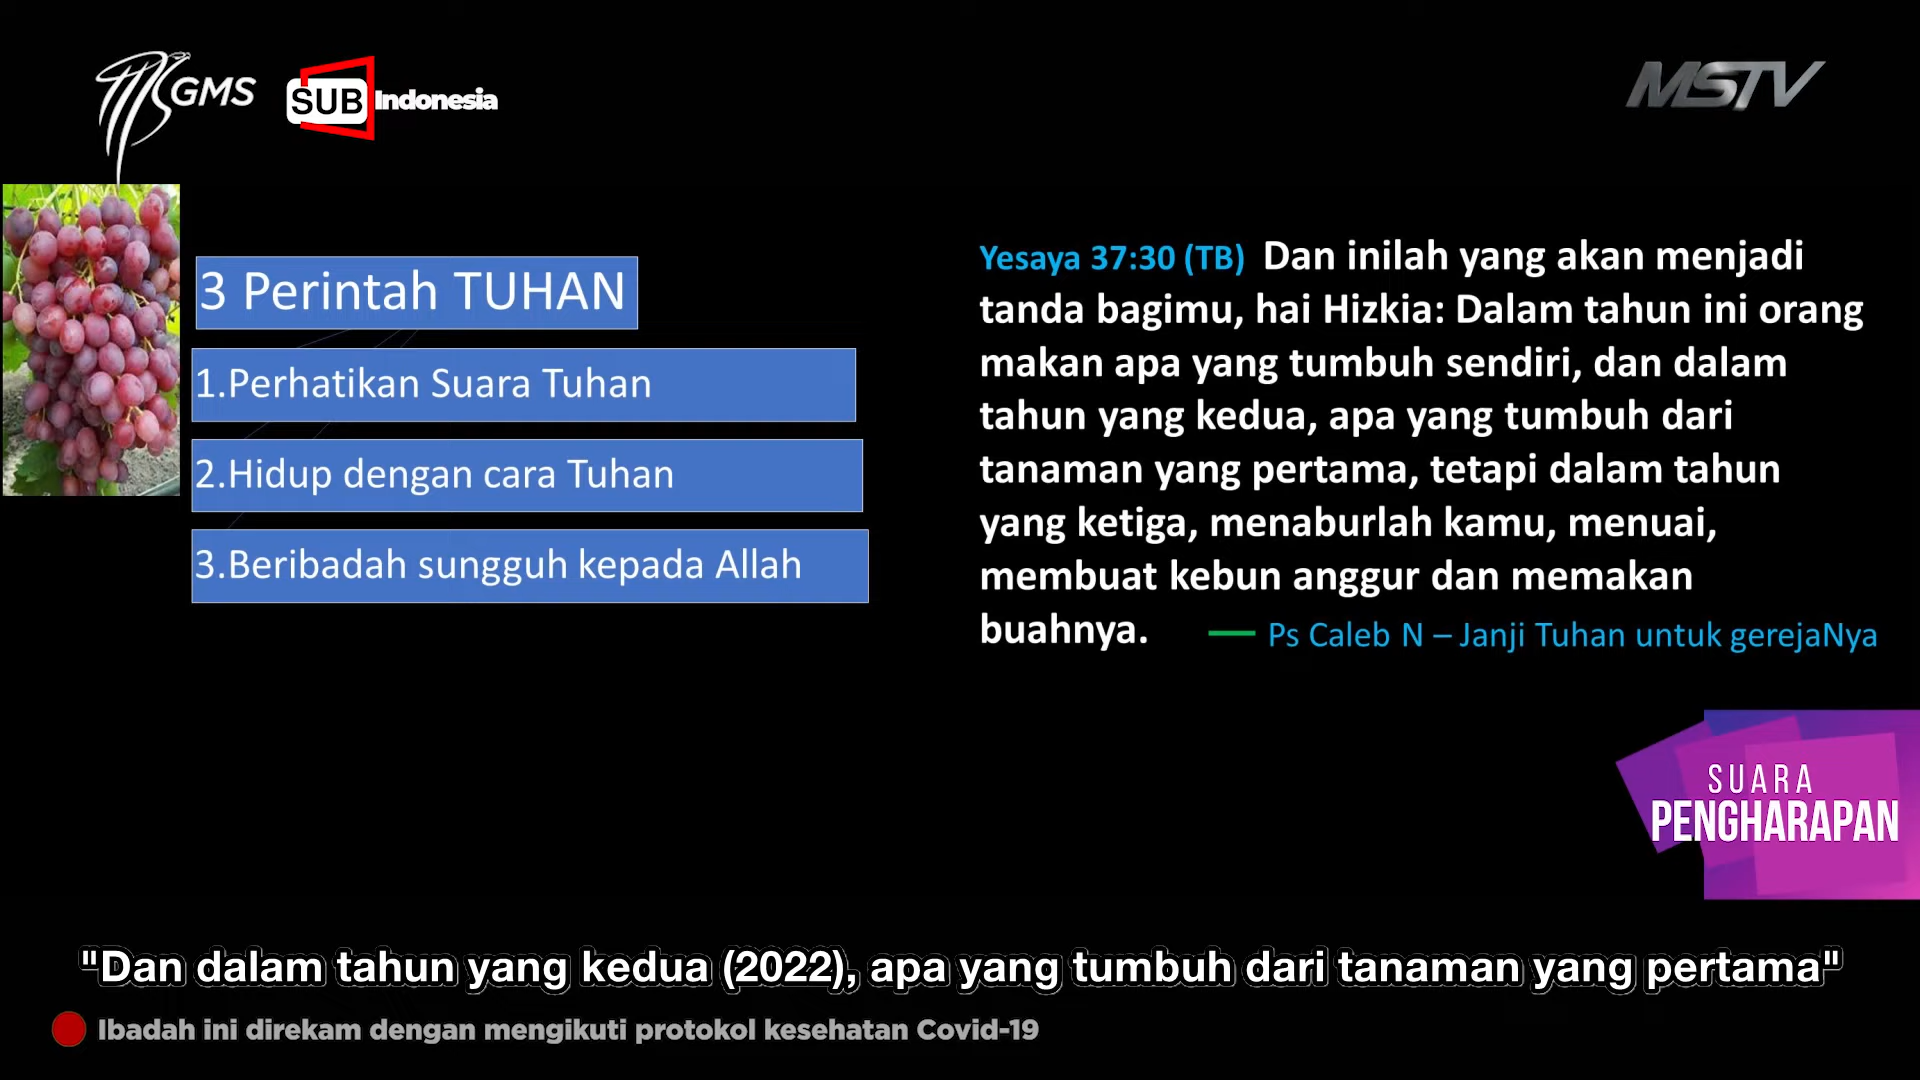 GMS
SUB Indonesia
MSTV
3 Perintah TUHAN
1.Perhatikan Suara Tuhan
2.Hidup dengan cara Tuhan
3.Beribadah sungguh kepada Allah
Yesaya 37:30 (TB) Dan inilah yang akan menjadi
tanda bagimu, hai Hizkia: Dalam tahun ini orang
makan apa yang tumbuh sendiri, dan dalam
tahun yang kedua, apa yang tumbuh dari
tanaman yang pertama, tetapi dalam tahun
yang ketiga, menaburlah kamu, menuai,
membuat kebun anggur dan memakan
buahnya.
Ps Caleb N – Janji Tuhan untuk gerejaNya
SUARA
PENGHARAPAN
"Dan dalam tahun yang kedua (2022), apa yang tumbuh dari tanaman yang pertama"
Ibadah ini direkam dengan mengikuti protokol kesehatan Covid-19